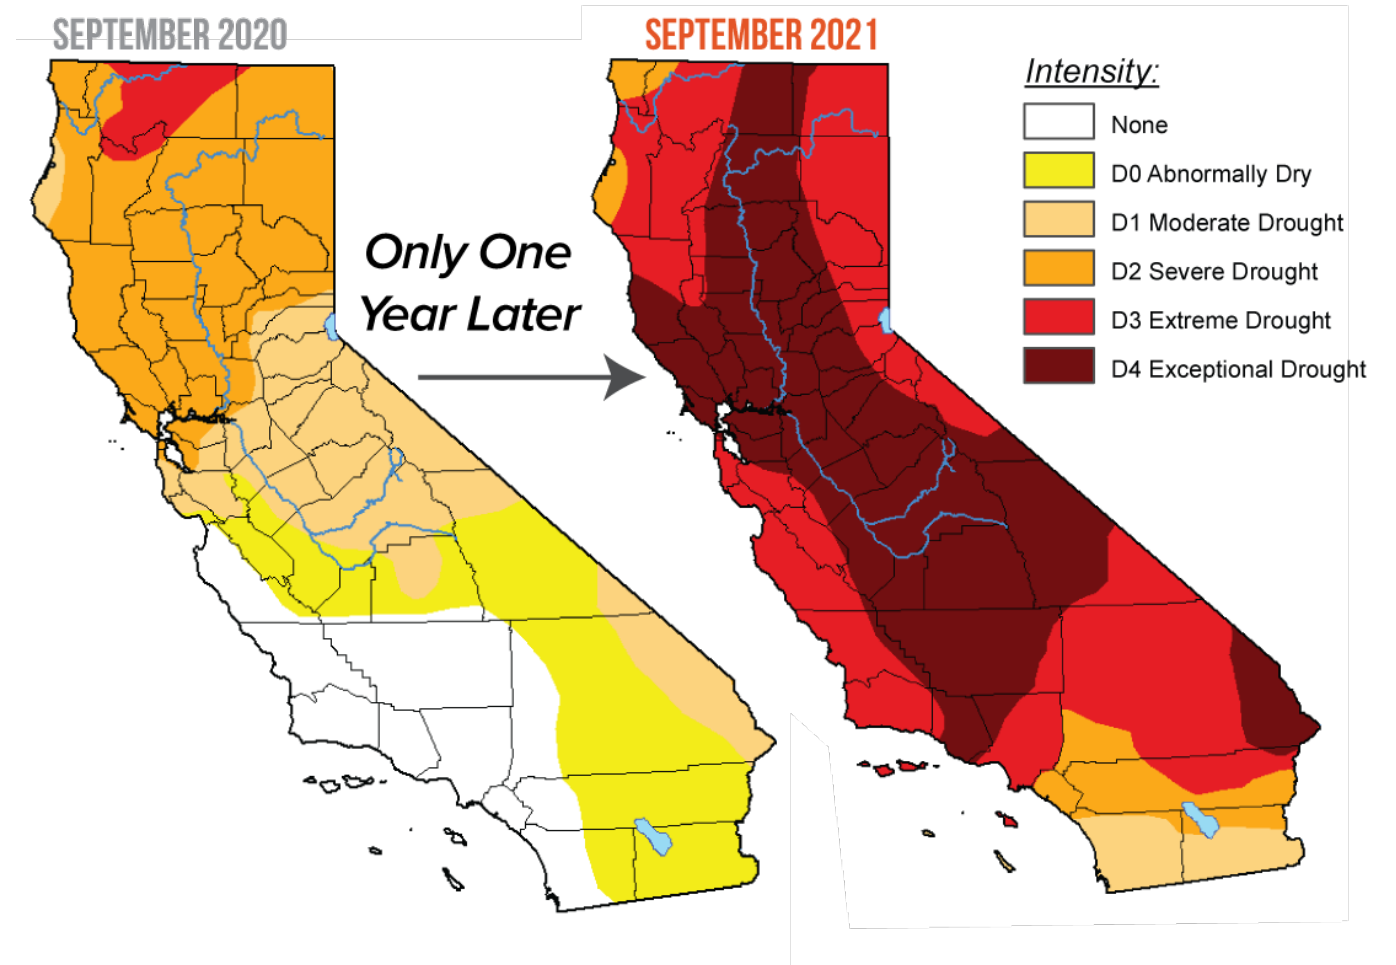 SEPTEMBER 2020
SEPTEMBER 2021
Only One
Year Later
Intensity:
None
D0 Abnormally Dry
D1 Moderate Drought
D2 Severe Drought
D3 Extreme Drought
D4 Exceptional Drought